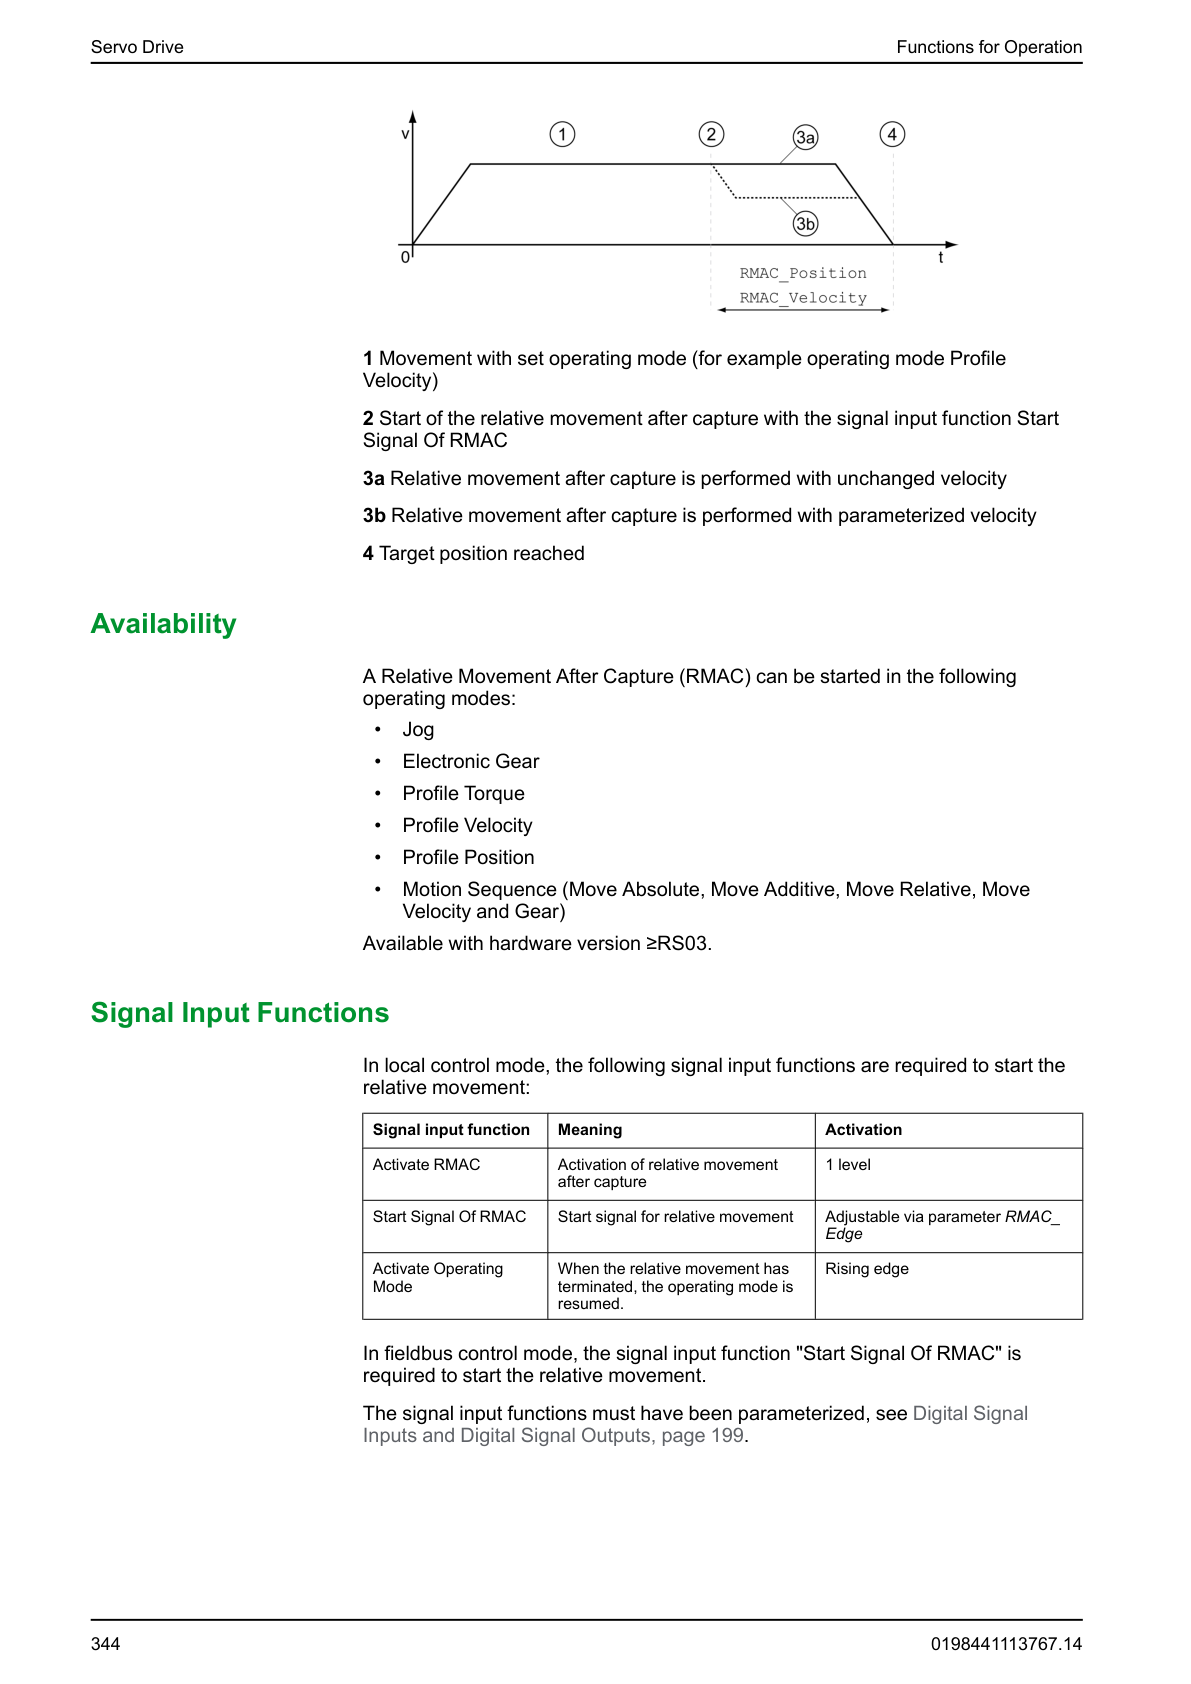 Servo Drive
Functions for Operation
v
1
2
3a
4
3b
0
t
RMAC_Position
RMAC_Velocity
1 Movement with set operating mode (for example operating mode Profile
Velocity)
2 Start of the relative movement after capture with the signal input function Start
Signal Of RMAC
3a Relative movement after capture is performed with unchanged velocity
3b Relative movement after capture is performed with parameterized velocity
4 Target position reached
Availability
A Relative Movement After Capture (RMAC) can be started in the following
operating modes:
• Jog
• Electronic Gear
• Profile Torque
• Profile Velocity
• Profile Position
• Motion Sequence (Move Absolute, Move Additive, Move Relative, Move
Velocity and Gear)
Available with hardware version ≥RS03.
Signal Input Functions
In local control mode, the following signal input functions are required to start the
relative movement:
Signal input function
Meaning
Activation
Activate RMAC
Activation of relative movement
after capture
1 level
Start Signal Of RMAC
Start signal for relative movement
Adjustable via parameter RMAC_
Edge
Activate Operating
Mode
When the relative movement has
terminated, the operating mode is
resumed.
Rising edge
In fieldbus control mode, the signal input function "Start Signal Of RMAC" is
required to start the relative movement.
The signal input functions must have been parameterized, see Digital Signal
Inputs and Digital Signal Outputs, page 199.
344
0198441113767.14